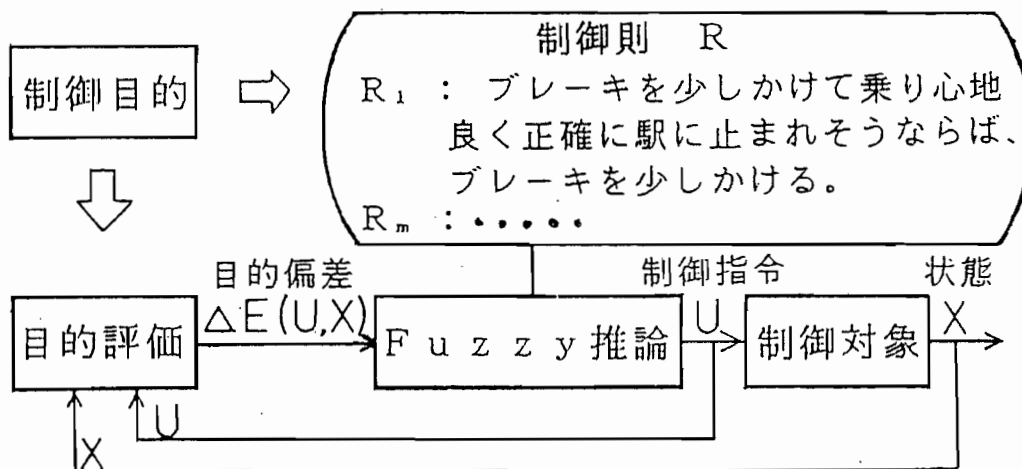 制御則 R
制御目的
R₁ : ブレーキを少しかけて乗り心地
良く正確に駅に止まれそうならば、
ブレーキを少しかける。
Rₘ : ・・・・・
目的偏差
制御指令
状態
△E(U,X)
U
X
目的評価
Fuzzy推論
制御対象
U
X